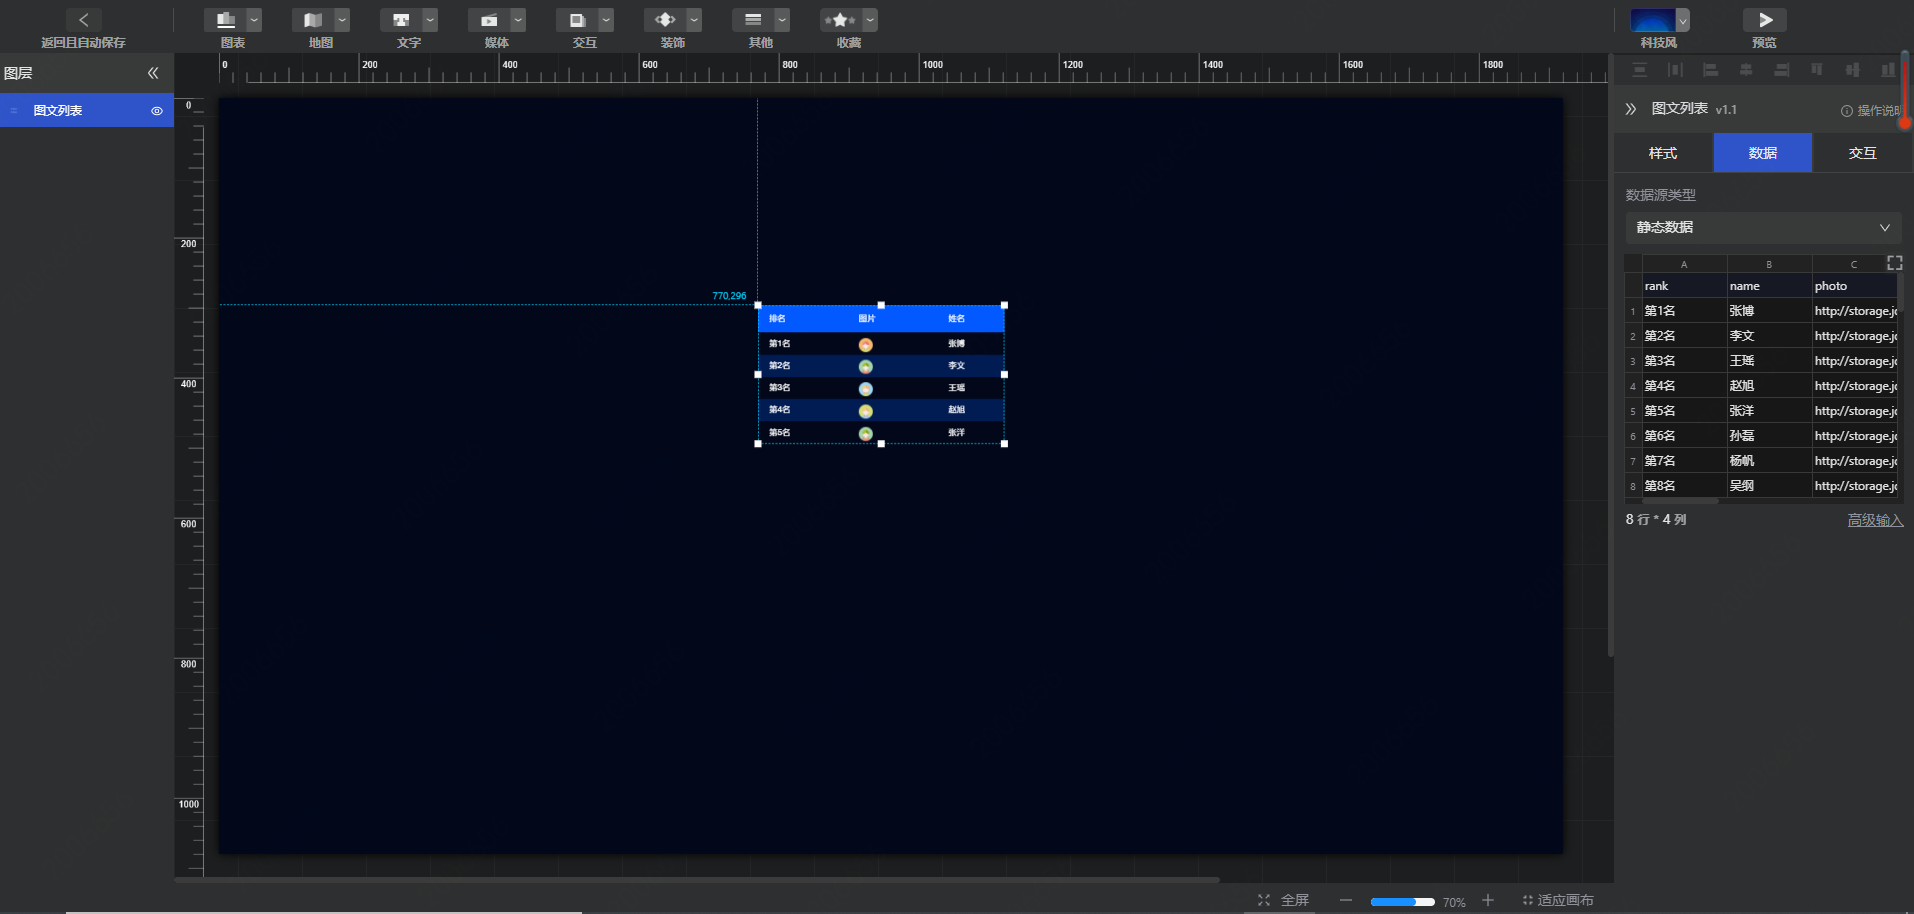 返回且自动保存
图表
地图
文字
媒体
交互
装饰
其他
收藏
科技风
预览
图层
图文列表
0 200 400 600 800 1000 1200 1400 1600 1800
0
200
400
600
800
1000
770,296
排名 图片 姓名
第1名 张博
第2名 李文
第3名 王瑶
第4名 赵旭
第5名 张洋
图文列表 v1.1
操作说明
样式 数据 交互
数据源类型
静态数据
A B C
rank name photo
1 第1名 张博 http://storage.jc
2 第2名 李文 http://storage.jc
3 第3名 王瑶 http://storage.jc
4 第4名 赵旭 http://storage.jc
5 第5名 张洋 http://storage.jc
6 第6名 孙磊 http://storage.jc
7 第7名 杨帆 http://storage.jc
8 第8名 吴纲 http://storage.jc
8 行 * 4 列
高级输入
全屏
70%
适应画布